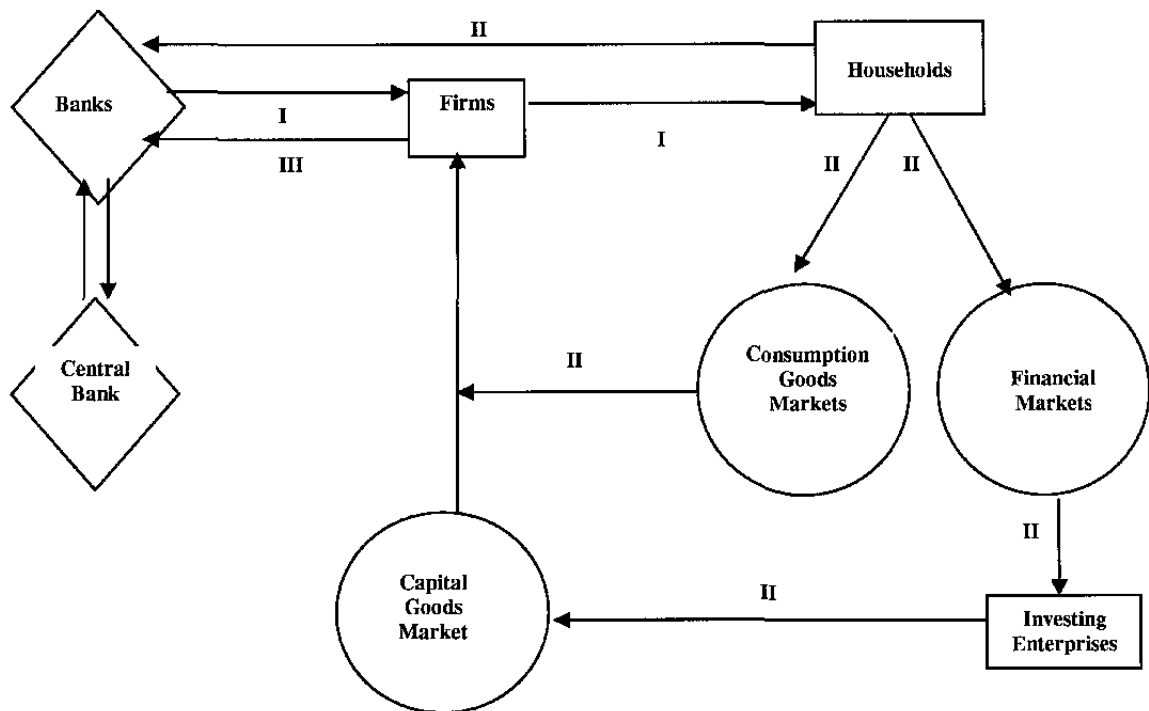 II
Households
Banks
Firms
I
I
III
II
II
Central
Bank
Consumption
Goods
Markets
Financial
Markets
II
II
Capital
Goods
Market
II
Investing
Enterprises